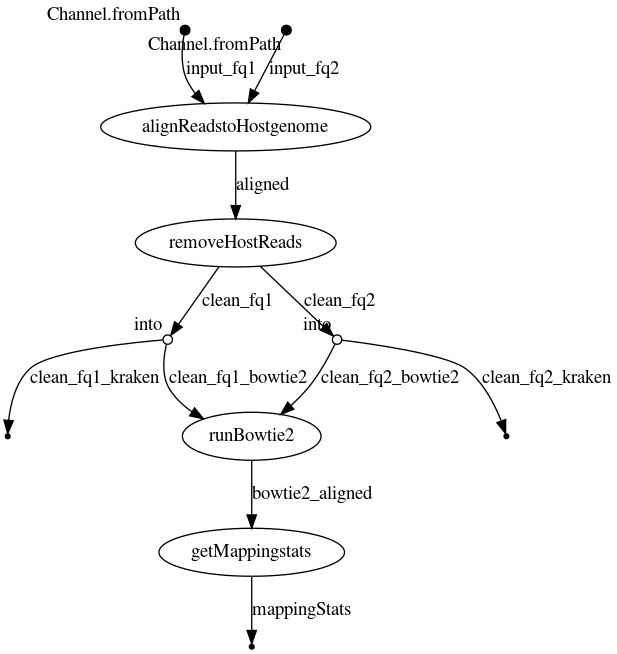 Channel.fromPath
Channel.fromPath
input_fq1
input_fq2
alignReadstoHostgenome
aligned
removeHostReads
clean_fq1
clean_fq2
into
into
clean_fq1_kraken
clean_fq1_bowtie2
clean_fq2_bowtie2
clean_fq2_kraken
runBowtie2
bowtie2_aligned
getMappingstats
mappingStats